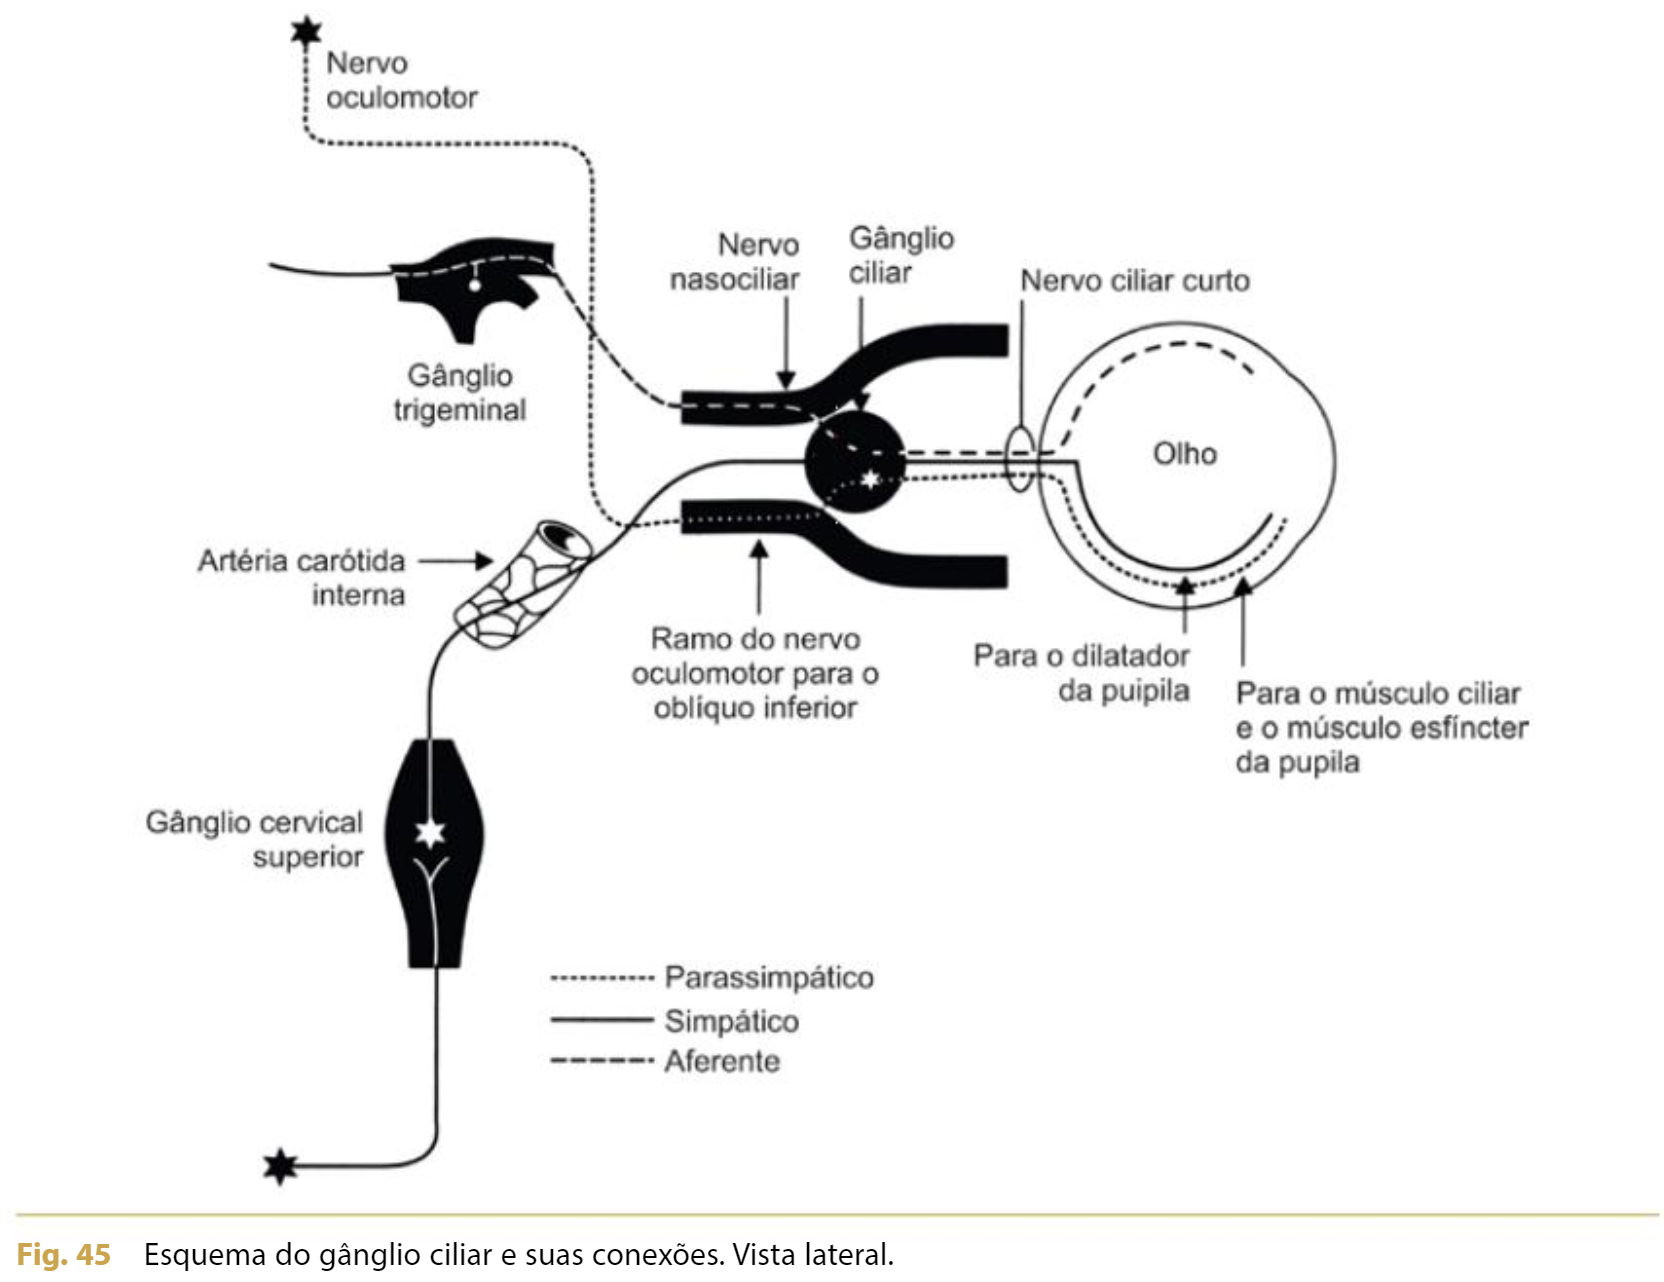 Nervo
oculomotor
Nervo
nasociliar
Gânglio
ciliar
Nervo ciliar curto
Gânglio
trigeminal
Olho
Artéria carótida
interna
Ramo do nervo
oculomotor para o
oblíquo inferior
Para o dilatador
da puipila
Para o músculo ciliar
e o músculo esfíncter
da pupila
Gânglio cervical
superior
Parassimpático
Simpático
Aferente
Fig. 45 Esquema do gânglio ciliar e suas conexões. Vista lateral.